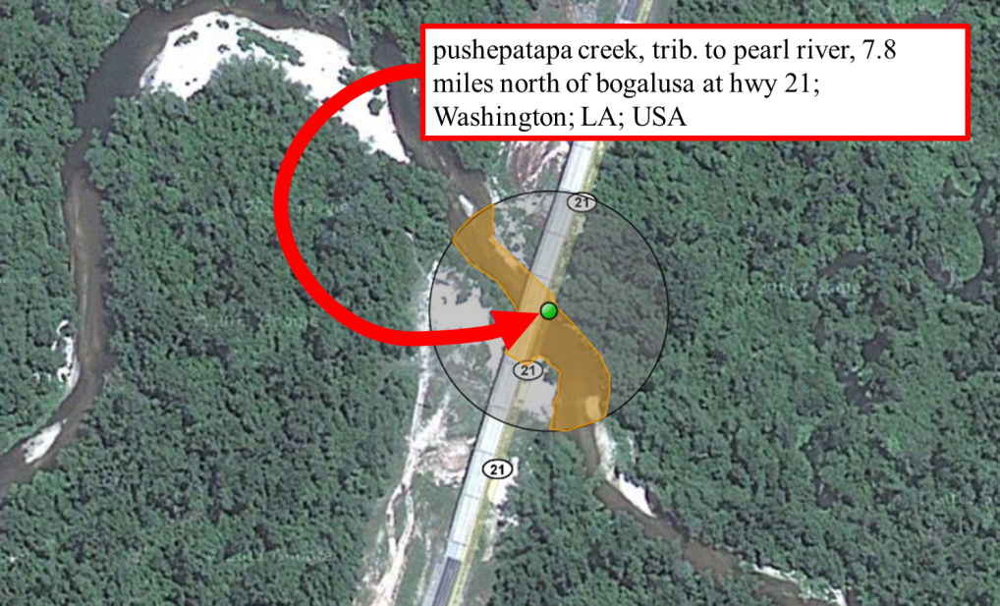 pushepatapa creek, trib. to pearl river, 7.8
miles north of bogalusa at hwy 21;
Washington; LA; USA
21
21
21